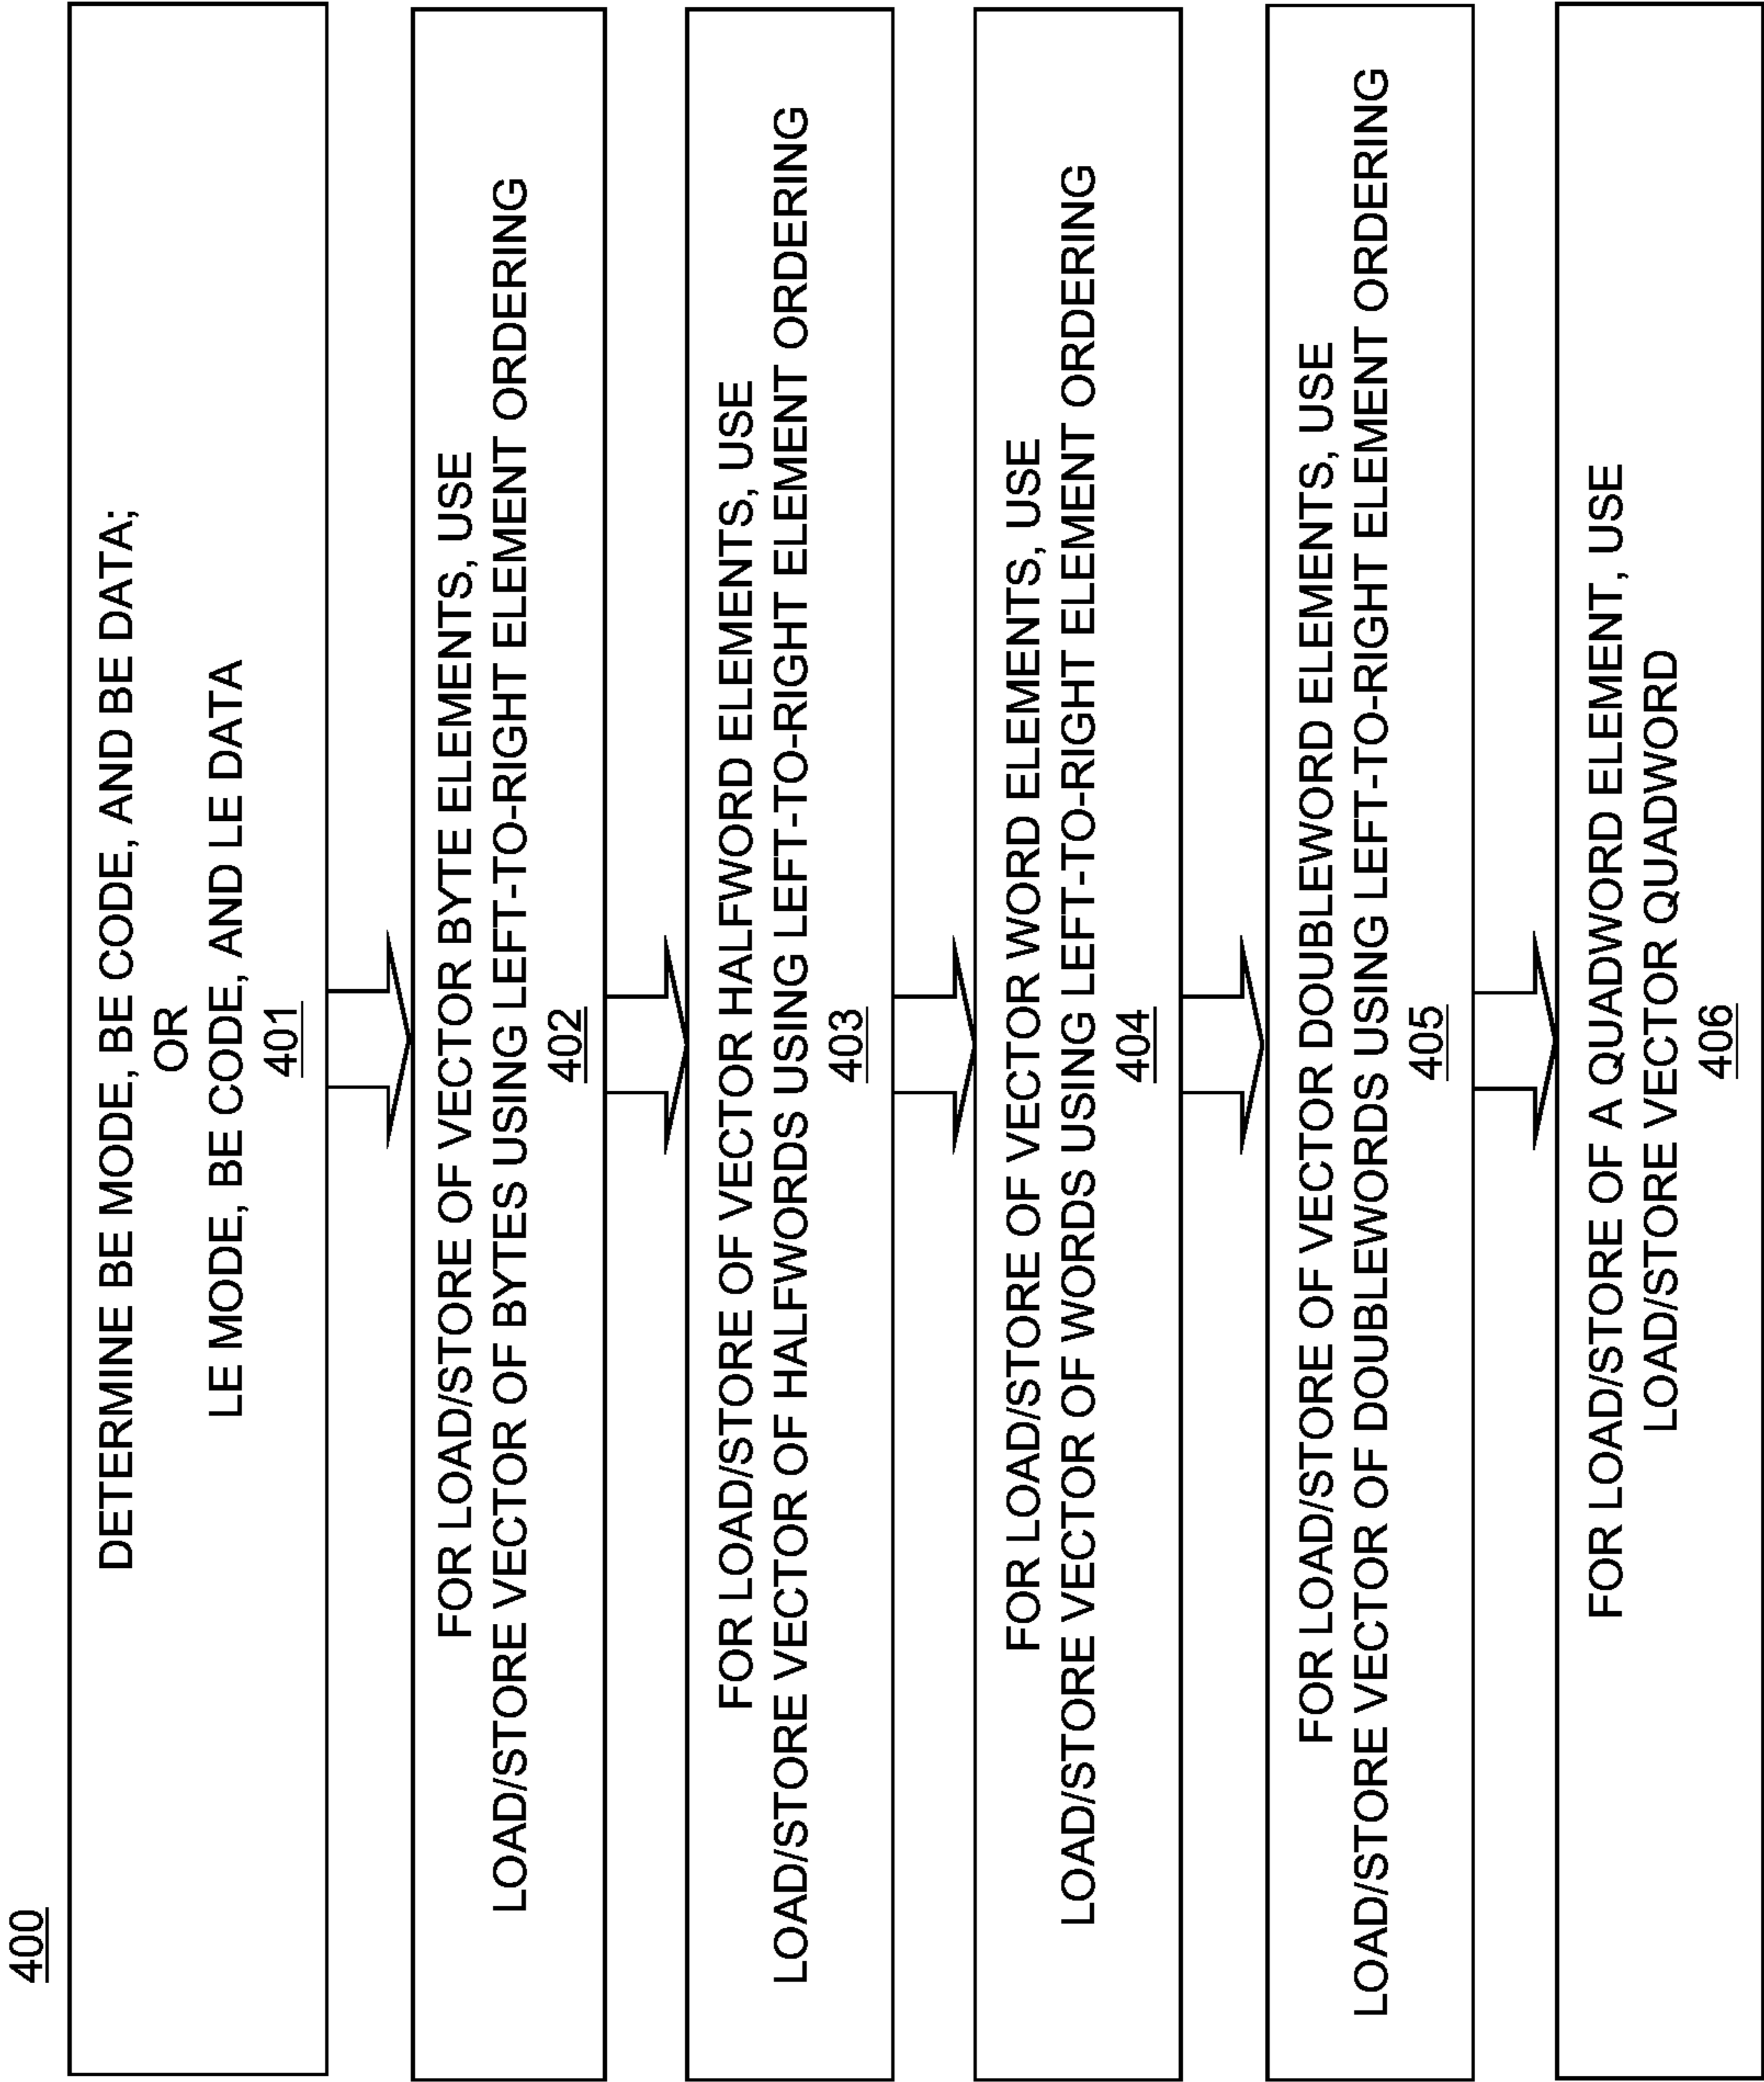 400
DETERMINE BE MODE, BE CODE, AND BE DATA;
OR
LE MODE, BE CODE, AND LE DATA
401
FOR LOAD/STORE OF VECTOR BYTE ELEMENTS, USE
LOAD/STORE VECTOR OF BYTES USING LEFT-TO-RIGHT ELEMENT ORDERING
402
FOR LOAD/STORE OF VECTOR HALFWORD ELEMENTS, USE
LOAD/STORE VECTOR OF HALFWORDS USING LEFT-TO-RIGHT ELEMENT ORDERING
403
FOR LOAD/STORE OF VECTOR WORD ELEMENTS, USE
LOAD/STORE VECTOR OF WORDS USING LEFT-TO-RIGHT ELEMENT ORDERING
404
FOR LOAD/STORE OF VECTOR DOUBLEWORD ELEMENTS, USE
LOAD/STORE VECTOR OF DOUBLEWORDS USING LEFT-TO-RIGHT ELEMENT ORDERING
405
FOR LOAD/STORE OF A QUADWORD ELEMENT, USE
LOAD/STORE VECTOR QUADWORD
406